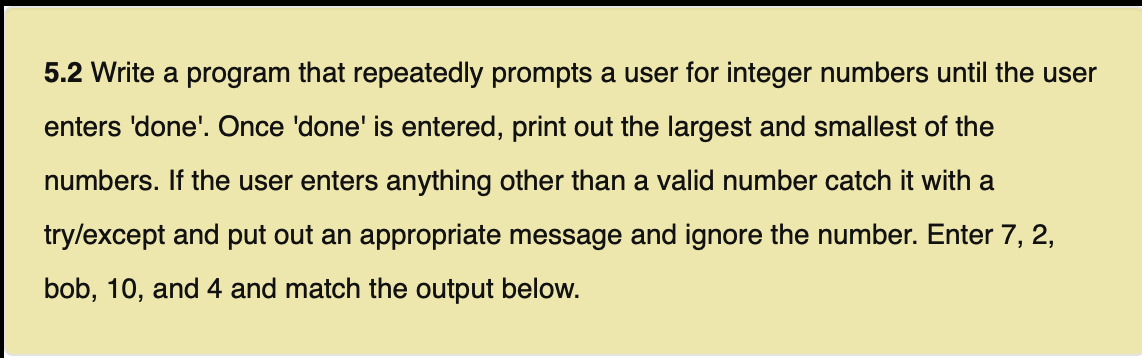 5.2 Write a program that repeatedly prompts a user for integer numbers until the user
enters 'done'. Once 'done' is entered, print out the largest and smallest of the
numbers. If the user enters anything other than a valid number catch it with a
try/except and put out an appropriate message and ignore the number. Enter 7, 2,
bob, 10, and 4 and match the output below.